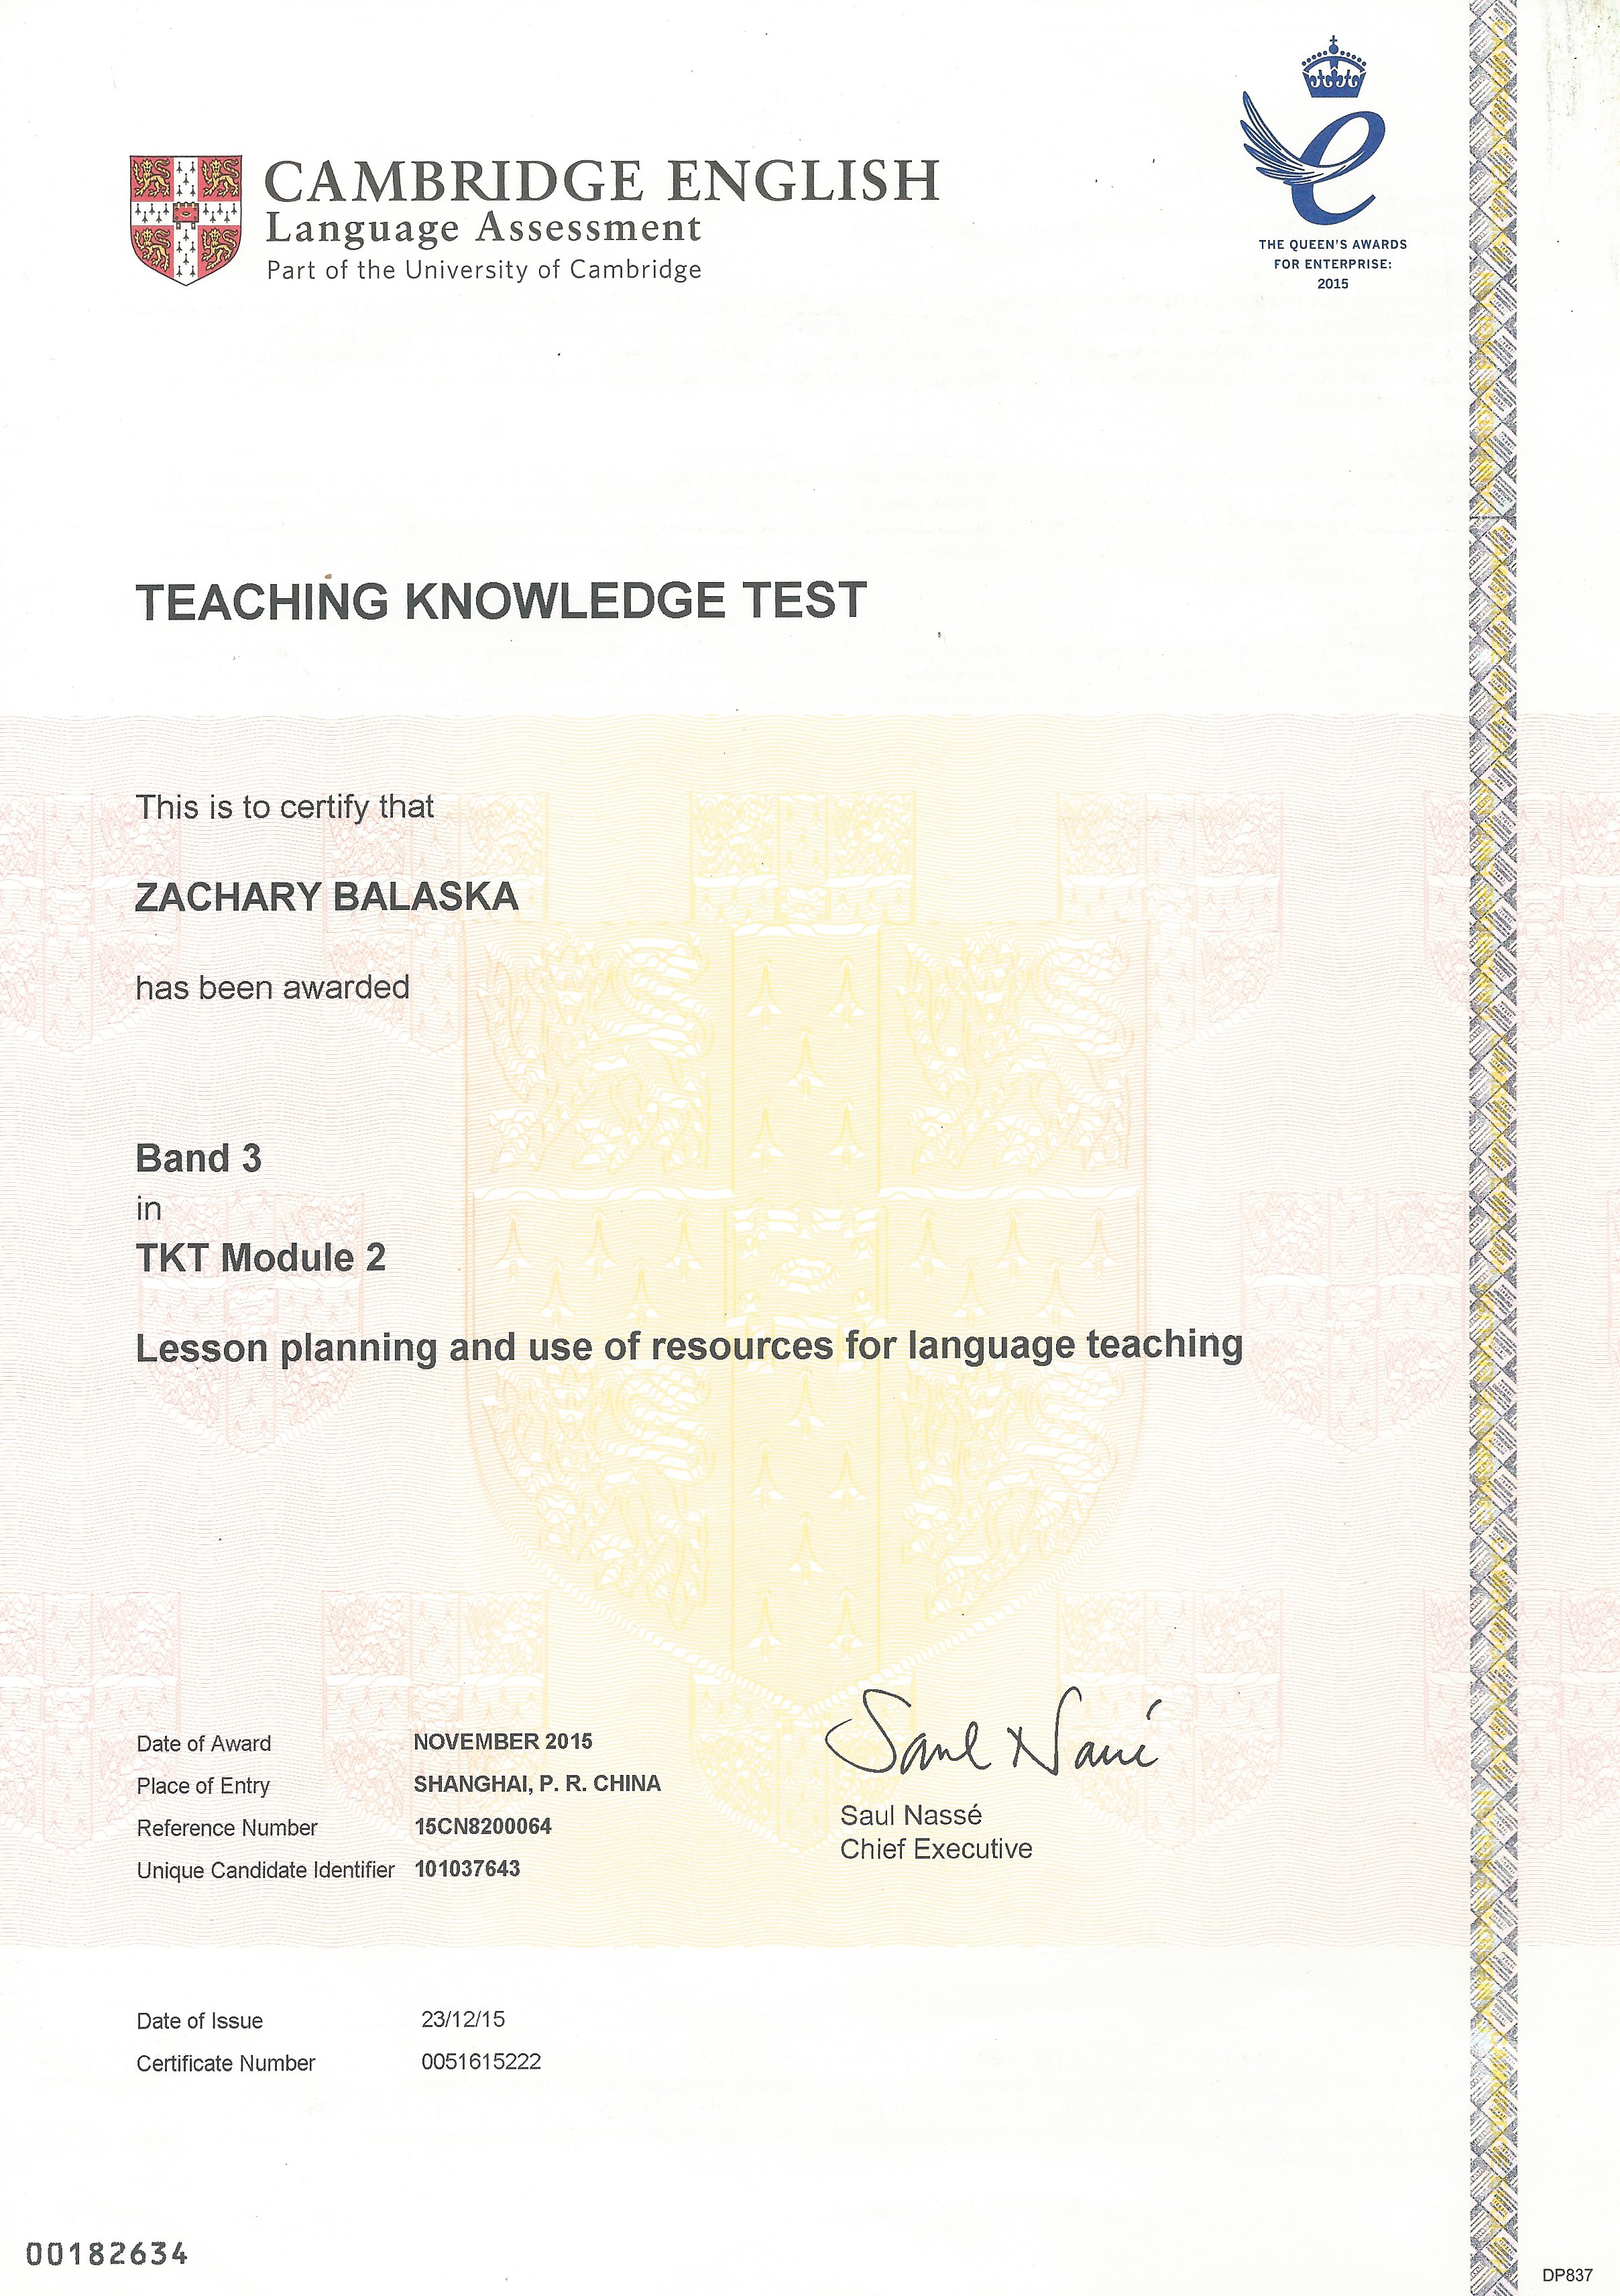 CAMBRIDGE ENGLISH
Language Assessment
Part of the University of Cambridge
THE QUEEN'S AWARDS
FOR ENTERPRISE:
2015
TEACHING KNOWLEDGE TEST
This is to certify that
ZACHARY BALASKA
has been awarded
Band 3
in
TKT Module 2
Lesson planning and use of resources for language teaching
Date of Award NOVEMBER 2015
Place of Entry SHANGHAI, P. R. CHINA
Reference Number 15CN8200064
Unique Candidate Identifier 101037643
Saul Nassé
Saul Nassé
Chief Executive
Date of Issue 23/12/15
Certificate Number 0051615222
00182634
DP837